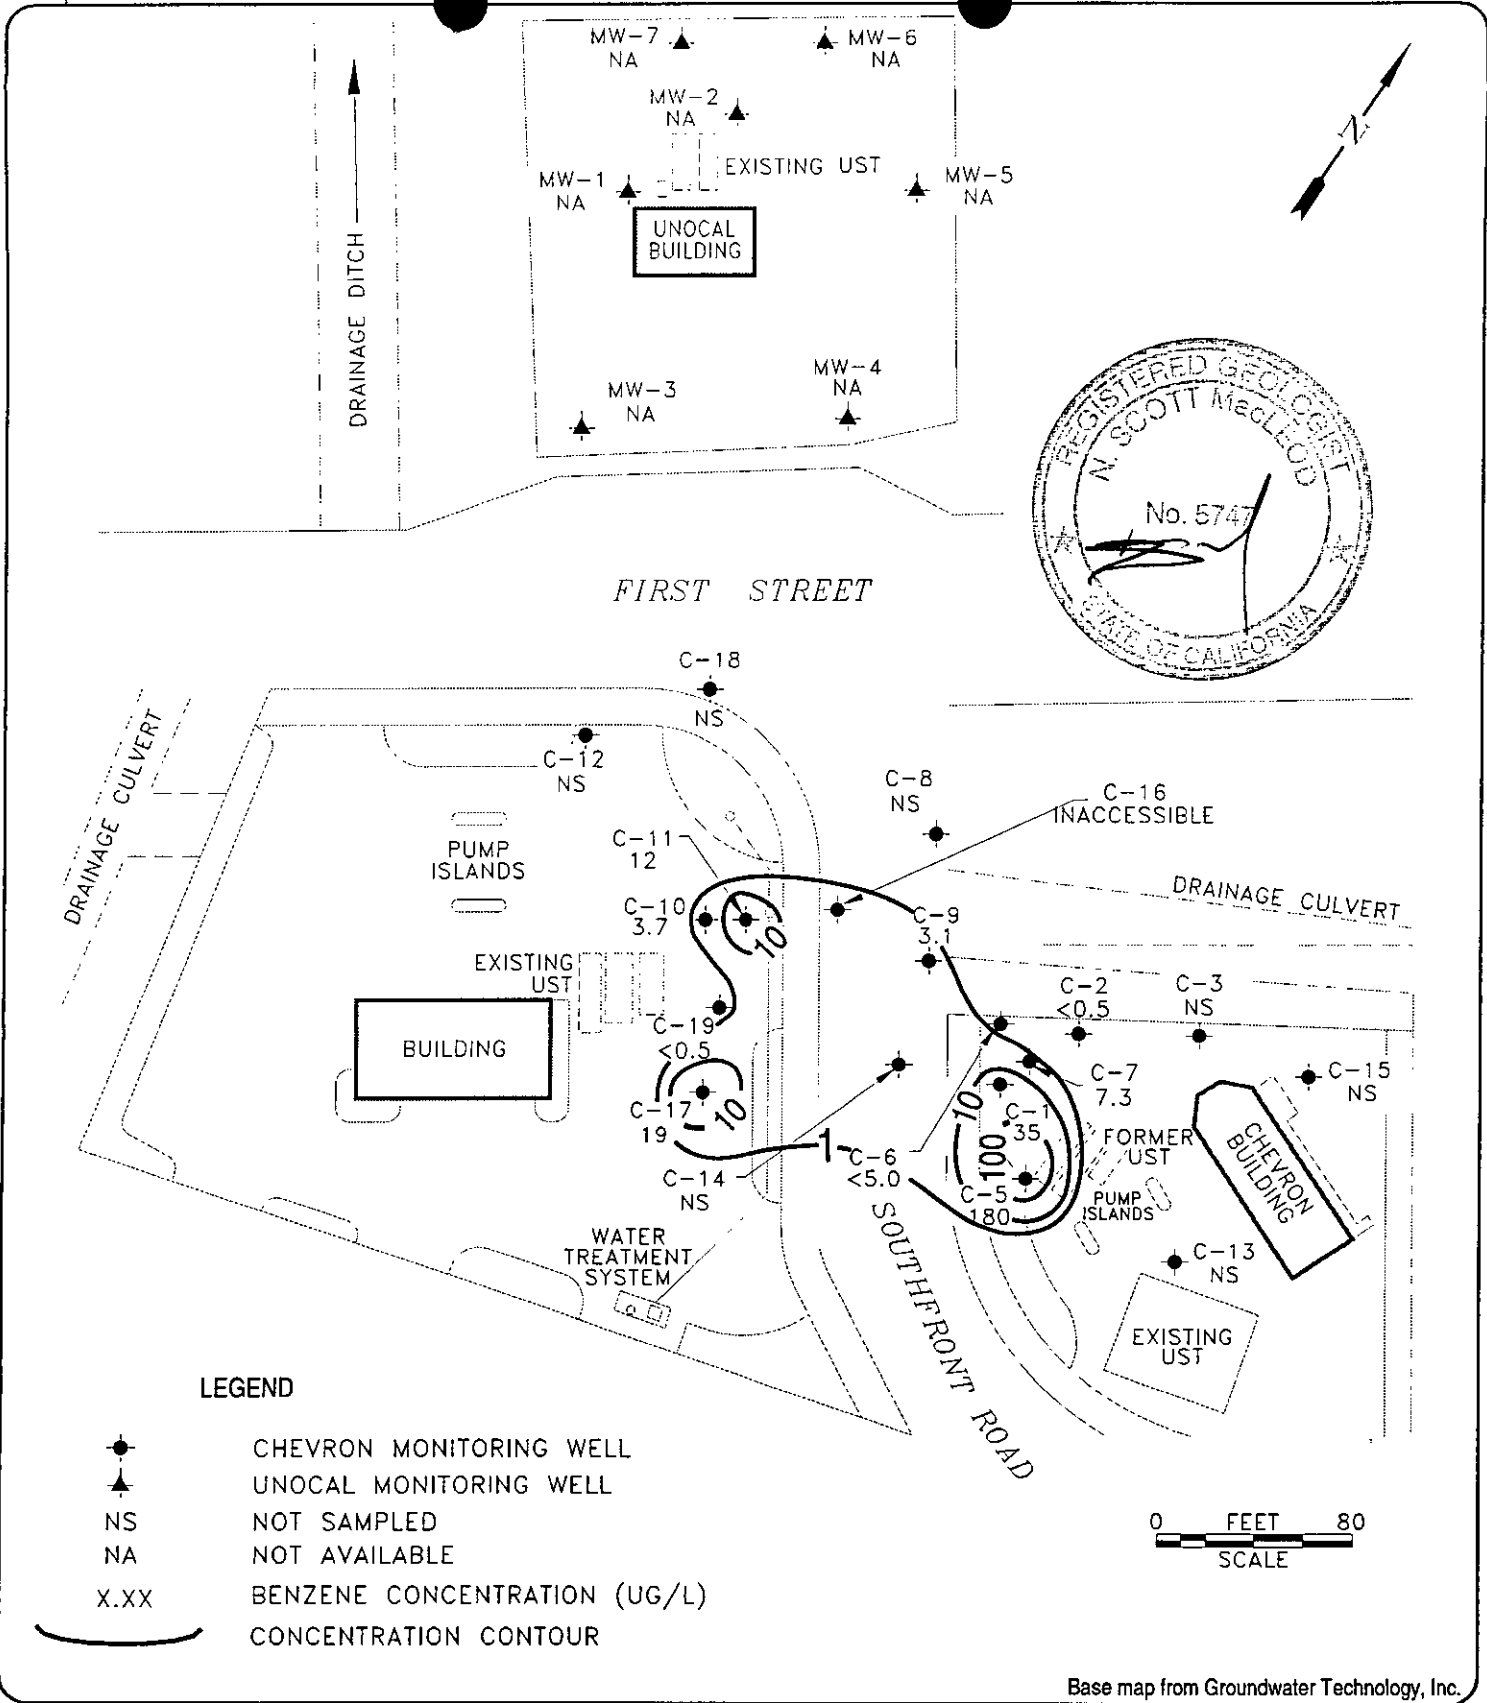 MW-7
NA
MW-6
NA
MW-2
NA
EXISTING UST
MW-1
NA
MW-5
NA
UNOCAL
BUILDING
N
DRAINAGE DITCH
MW-3
NA
MW-4
NA
REGISTERED GEOLOGIST
N. SCOTT MacLEOD
No. 5747
STATE OF CALIFORNIA
FIRST STREET
C-18
NS
C-12
NS
DRAINAGE CULVERT
C-8
NS
C-16
INACCESSIBLE
PUMP
ISLANDS
C-11
12
DRAINAGE CULVERT
C-10
3.7
10
C-9
3.1
EXISTING
UST
C-2
<0.5
C-3
NS
C-19
<0.5
BUILDING
C-7
7.3
C-15
NS
C-17
19
10
10
C-1
35
100
FORMER
UST
CHEVRON
BUILDING
1
C-6
<5.0
C-14
NS
C-5
180
PUMP
ISLANDS
WATER
TREATMENT
SYSTEM
SOUTHFRONT ROAD
C-13
NS
EXISTING
UST
LEGEND
CHEVRON MONITORING WELL
UNOCAL MONITORING WELL
NS NOT SAMPLED
NA NOT AVAILABLE
X.XX BENZENE CONCENTRATION (UG/L)
CONCENTRATION CONTOUR
0 FEET 80
SCALE
Base map from Groundwater Technology, Inc.